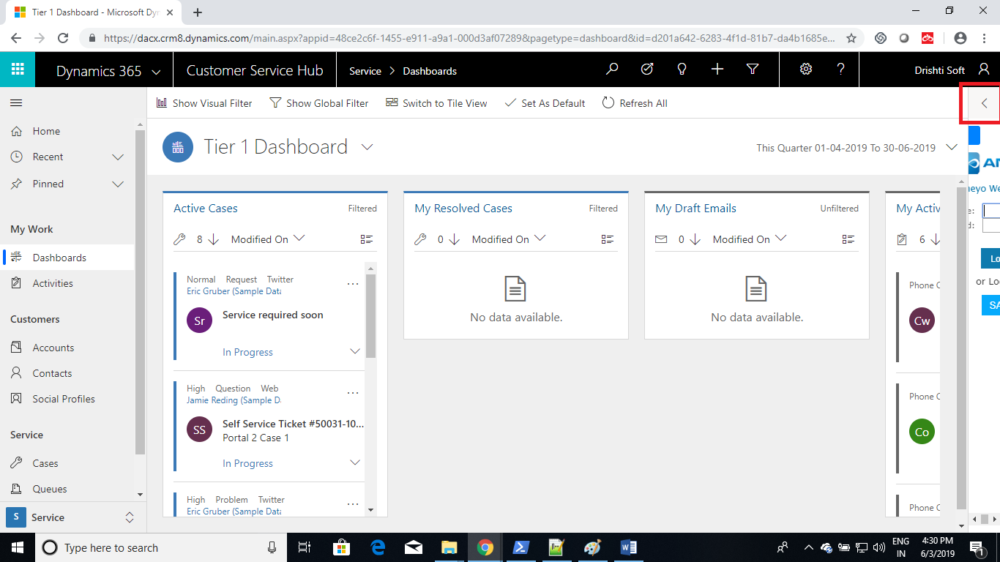 Tier 1 Dashboard - Microsoft Dyn
https://dacx.crm8.dynamics.com/main.aspx?appid=48ce2c6f-1455-e911-a9a1-000d3af07289&pagetype=dashboard&id=d201a642-6283-4f1d-81b7-da4b1685e...
Dynamics 365
Customer Service Hub
Service > Dashboards
Drishti Soft
Show Visual Filter
Show Global Filter
Switch to Tile View
Set As Default
Refresh All
Home
Recent
Pinned
My Work
Dashboards
Activities
Customers
Accounts
Contacts
Social Profiles
Service
Cases
Queues
S Service
Tier 1 Dashboard
This Quarter 01-04-2019 To 30-06-2019
Active Cases Filtered
8 Modified On
Normal Request Twitter
Eric Gruber (Sample Data
Sr Service required soon
In Progress
High Question Web
Jamie Reding (Sample D
SS Self Service Ticket #50031-10...
Portal 2 Case 1
In Progress
High Problem Twitter
Eric Gruber (Sample Data
My Resolved Cases Filtered
0 Modified On
No data available.
My Draft Emails Unfiltered
0 Modified On
No data available.
My Activ
6
Phone C
Cw
Phone C
Co
Phone C
AN
eyo We
e:
d:
Lo
or Lo
SA
Type here to search
ENG
IN
4:30 PM
6/3/2019
1